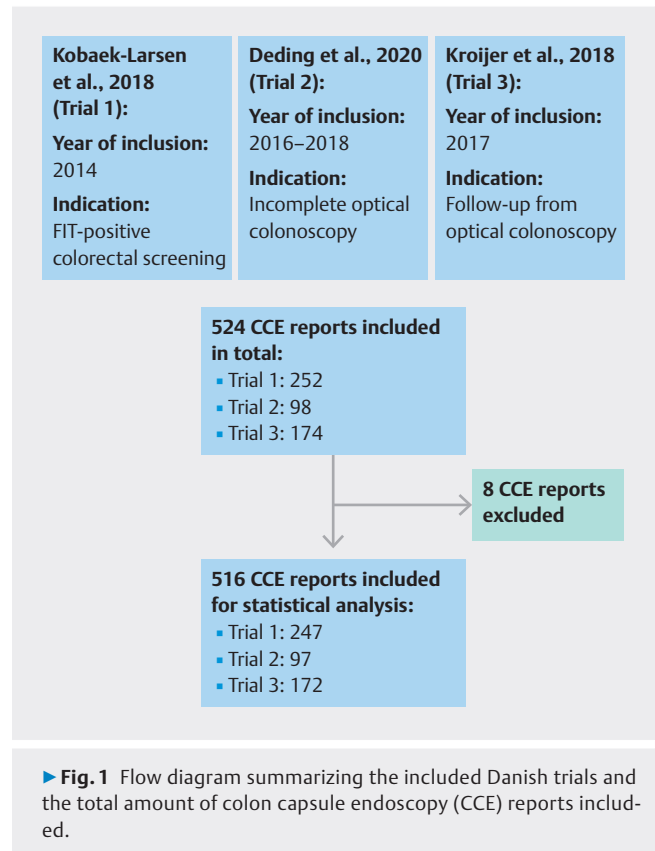 Kobaek-Larsen
et al., 2018
(Trial 1):
Year of inclusion:
2014
Indication:
FIT-positive
colorectal screening
Deding et al., 2020
(Trial 2):
Year of inclusion:
2016–2018
Indication:
Incomplete optical
colonoscopy
Kroijer et al., 2018
(Trial 3):
Year of inclusion:
2017
Indication:
Follow-up from
optical colonoscopy
524 CCE reports included
in total:
▪ Trial 1: 252
▪ Trial 2: 98
▪ Trial 3: 174
8 CCE reports
excluded
516 CCE reports included
for statistical analysis:
▪ Trial 1: 247
▪ Trial 2: 97
▪ Trial 3: 172
▶ Fig. 1 Flow diagram summarizing the included Danish trials and
the total amount of colon capsule endoscopy (CCE) reports includ-
ed.